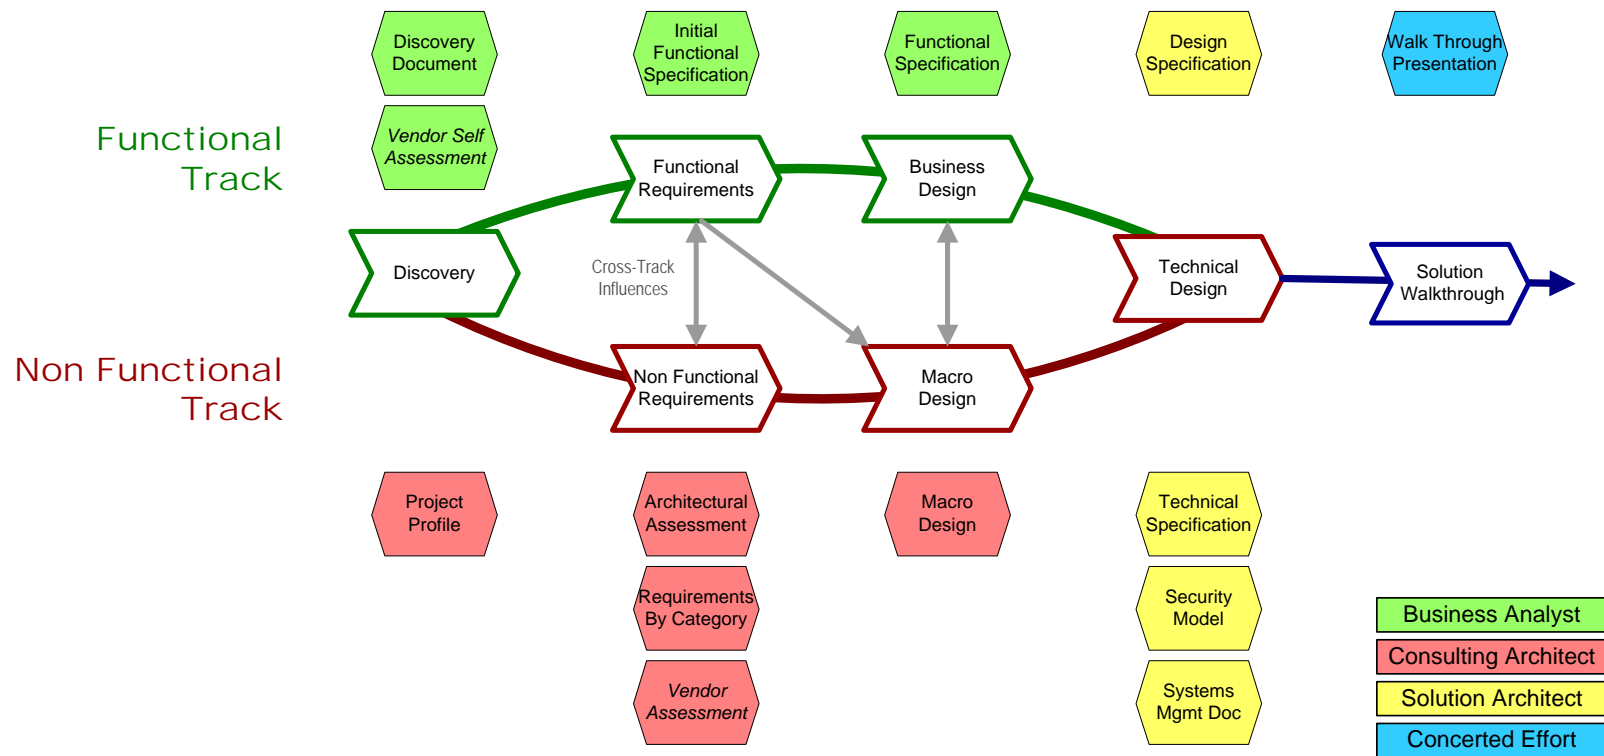 Discovery
Document
Initial
Functional
Specification
Functional
Specification
Design
Specification
Walk Through
Presentation
Functional
Track
Vendor Self
Assessment
Functional
Requirements
Business
Design
Discovery
Cross-Track
Influences
Technical
Design
Solution
Walkthrough
Non Functional
Track
Non Functional
Requirements
Macro
Design
Project
Profile
Architectural
Assessment
Macro
Design
Technical
Specification
Requirements
By Category
Security
Model
Vendor
Assessment
Systems
Mgmt Doc
Business Analyst
Consulting Architect
Solution Architect
Concerted Effort